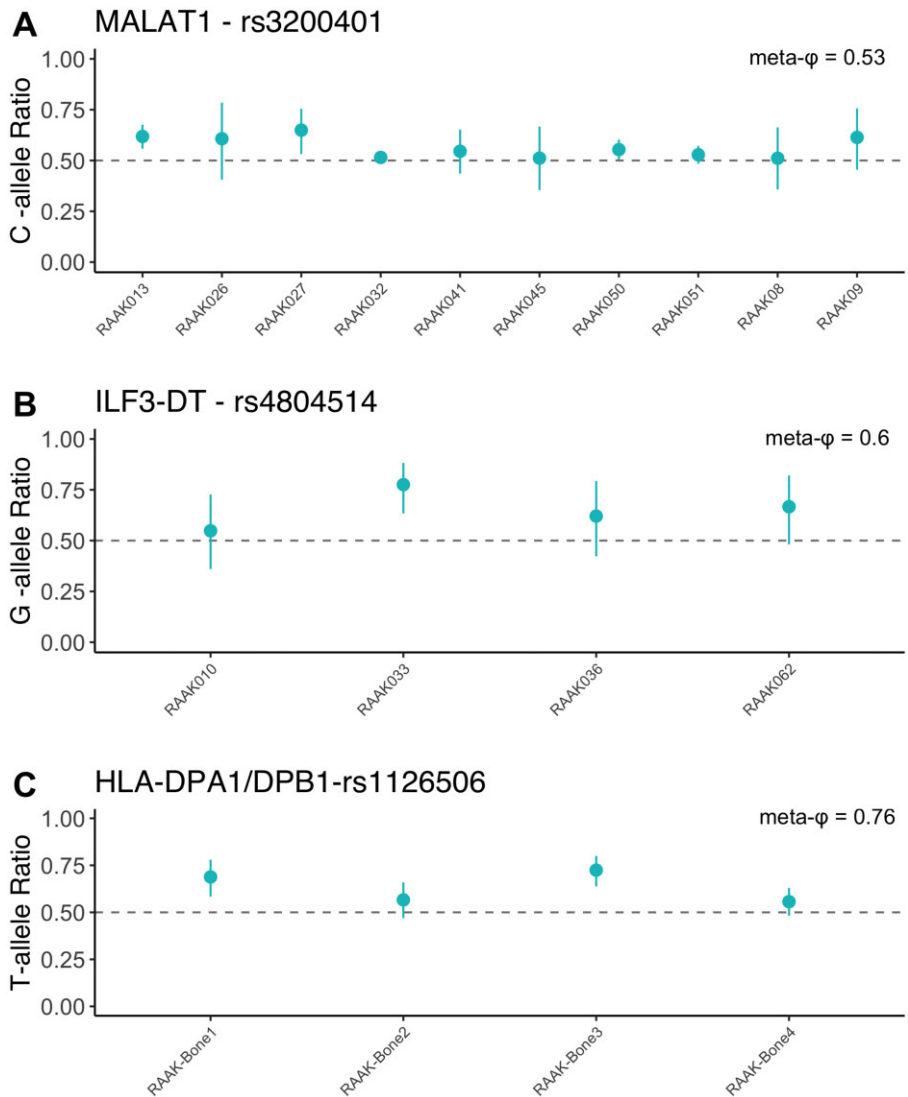 A MALAT1 - rs3200401
meta-φ = 0.53
C -allele Ratio
1.00
0.75
0.50
0.25
0.00
RAAK013 RAAK026 RAAK027 RAAK032 RAAK041 RAAK045 RAAK050 RAAK051 RAAK08 RAAK09
B ILF3-DT - rs4804514
meta-φ = 0.6
G -allele Ratio
1.00
0.75
0.50
0.25
0.00
RAAK010 RAAK033 RAAK036 RAAK062
C HLA-DPA1/DPB1-rs1126506
meta-φ = 0.76
T-allele Ratio
1.00
0.75
0.50
0.25
0.00
RAAK-Bone1 RAAK-Bone2 RAAK-Bone3 RAAK-Bone4